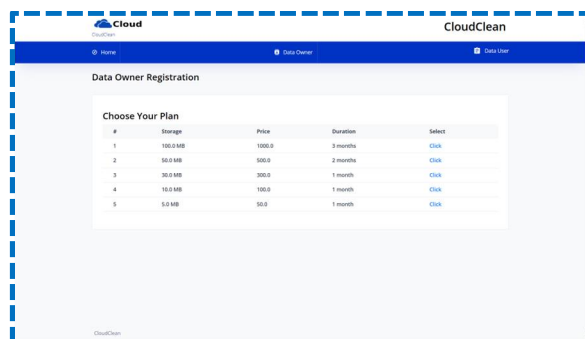 Cloud
CloudClean
CloudClean
Home Data Owner Data User
Data Owner Registration
Choose Your Plan
# Storage Price Duration Select
1 100.0 MB 1000.0 3 months Click
2 50.0 MB 500.0 2 months Click
3 30.0 MB 300.0 1 month Click
4 10.0 MB 100.0 1 month Click
5 5.0 MB 50.0 1 month Click
CloudClean